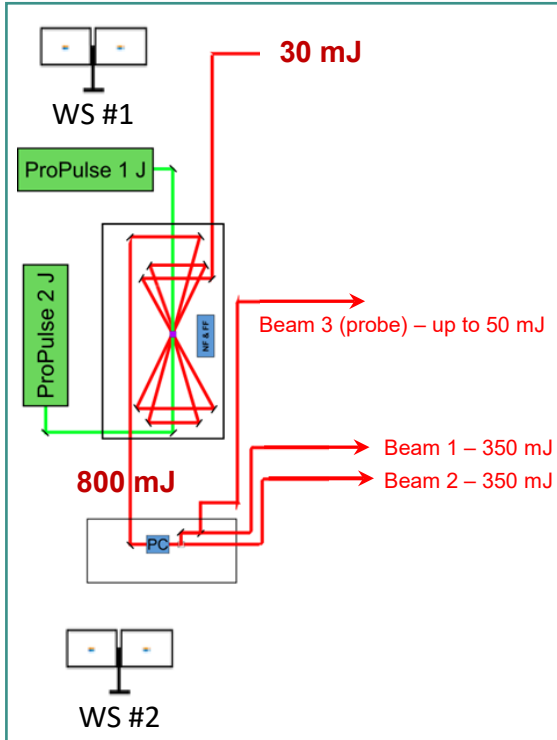 30 mJ
WS #1
ProPulse 1 J
ProPulse 2 J
NF & FF
Beam 3 (probe) – up to 50 mJ
Beam 1 – 350 mJ
800 mJ
Beam 2 – 350 mJ
PC
WS #2